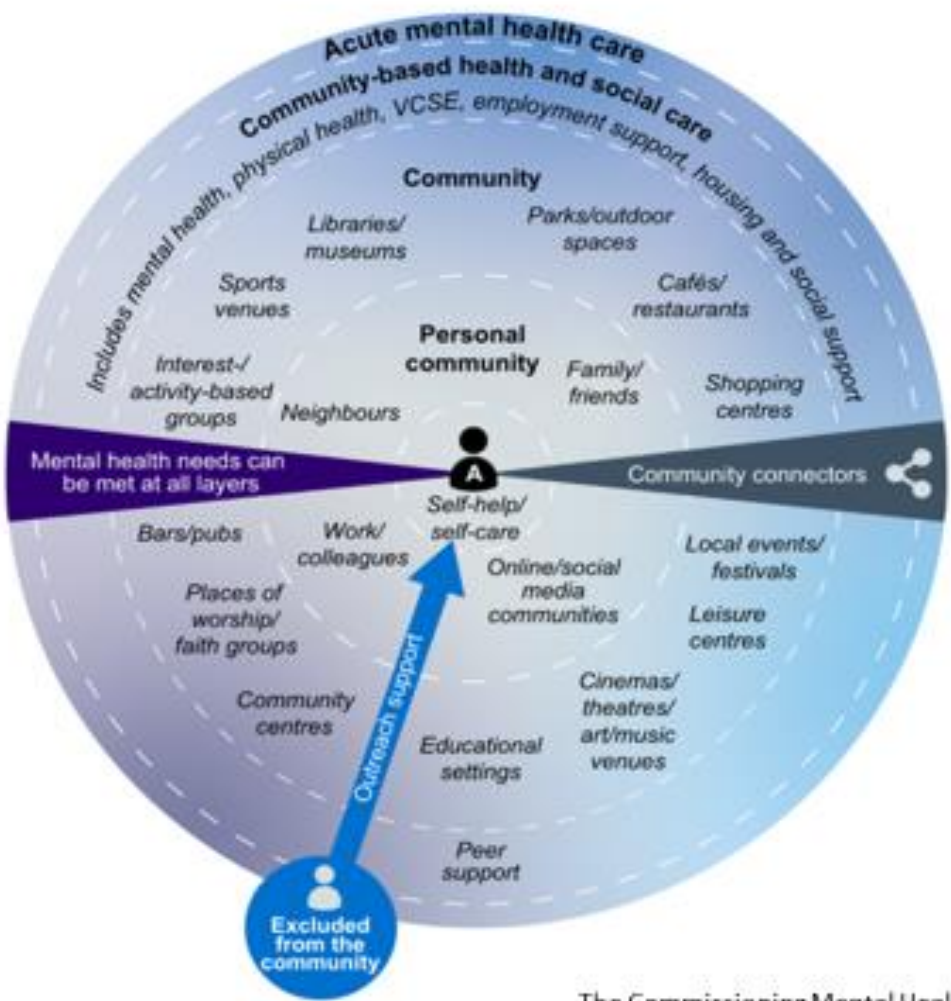 Acute mental health care
Community-based health and social care
Includes mental health, physical health, VCSE, employment support, housing and social support
Community
Libraries/
museums
Parks/outdoor
spaces
Sports
venues
Cafés/
restaurants
Personal
community
Interest-/
activity-based
groups
Neighbours
Family/
friends
Shopping
centres
Mental health needs can
be met at all layers
A
Community connectors
Self-help/
self-care
Bars/pubs
Work/
colleagues
Online/social
media
communities
Local events/
festivals
Places of
worship/
faith groups
Leisure
centres
Community
centres
Outreach support
Cinemas/
theatres/
art/music
venues
Educational
settings
Peer
support
Excluded
from the
community
The Commissioning Mental